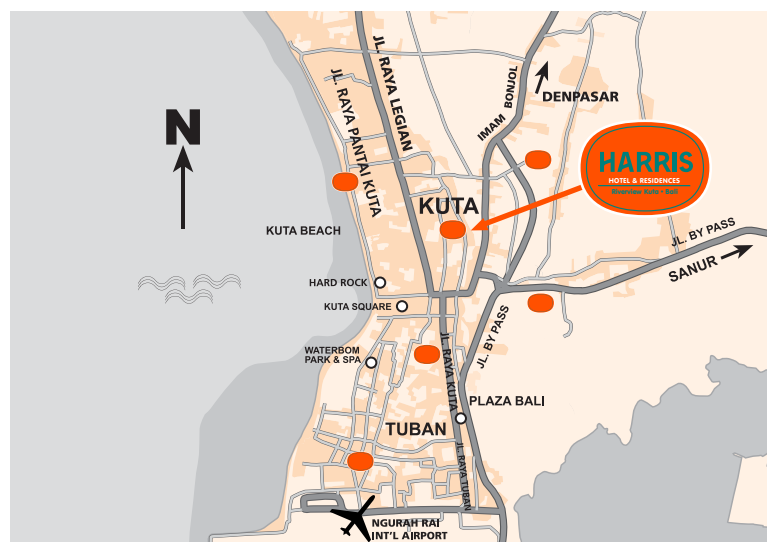 JL. RAYA LEGIAN
JL. RAYA PANTAI KUTA
IMAM BONJOL
DENPASAR
N
HARRIS
HOTEL & RESIDENCES
Riverview Kuta • Bali
KUTA
KUTA BEACH
JL. BY PASS
SANUR
HARD ROCK
KUTA SQUARE
JL. BY PASS
WATERBOM
PARK & SPA
JL. RAYA KUTA
PLAZA BALI
TUBAN
JL. RAYA TUBAN
NGURAH RAI
INT'L AIRPORT